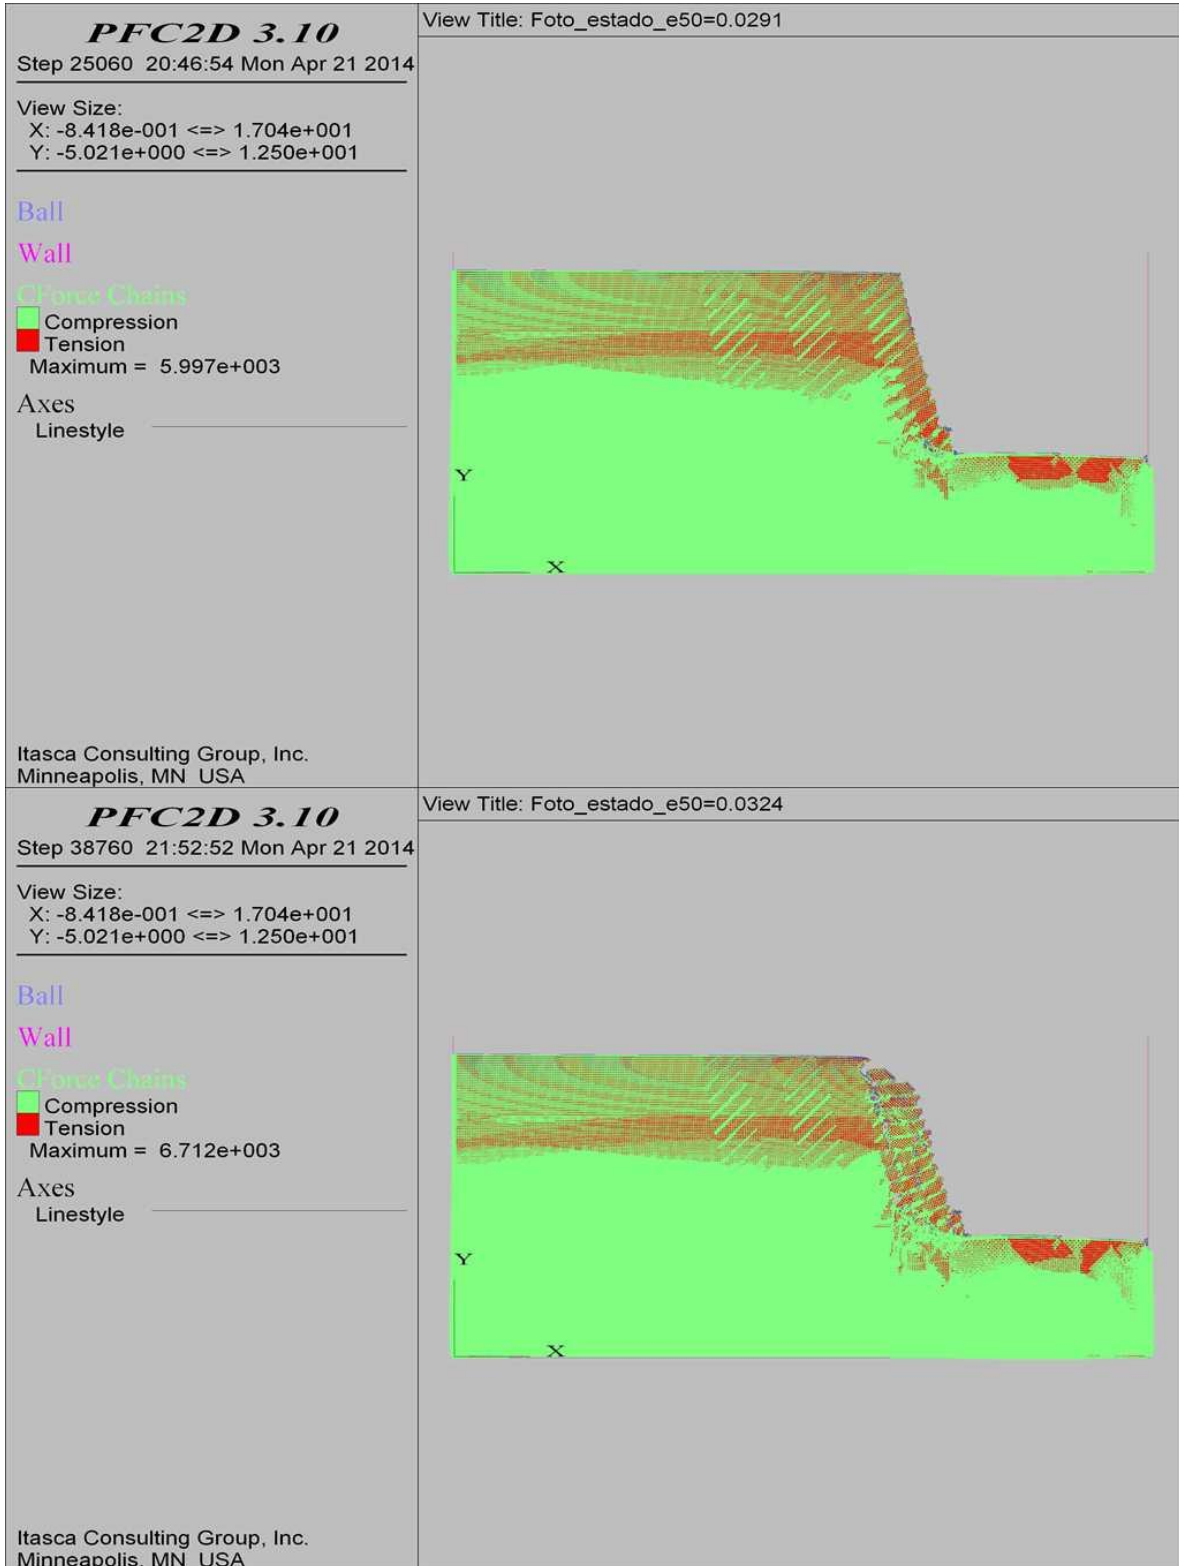 PFC2D 3.10
Step 25060  20:46:54 Mon Apr 21 2014
View Size:
X: -8.418e-001 <=> 1.704e+001
Y: -5.021e+000 <=> 1.250e+001
Ball
Wall
CForce Chains
Compression
Tension
Maximum =  5.997e+003
Axes
Linestyle
Itasca Consulting Group, Inc.
Minneapolis, MN  USA
View Title: Foto_estado_e50=0.0291
Y
X
PFC2D 3.10
Step 38760  21:52:52 Mon Apr 21 2014
View Size:
X: -8.418e-001 <=> 1.704e+001
Y: -5.021e+000 <=> 1.250e+001
Ball
Wall
CForce Chains
Compression
Tension
Maximum =  6.712e+003
Axes
Linestyle
Itasca Consulting Group, Inc.
Minneapolis, MN  USA
View Title: Foto_estado_e50=0.0324
Y
X